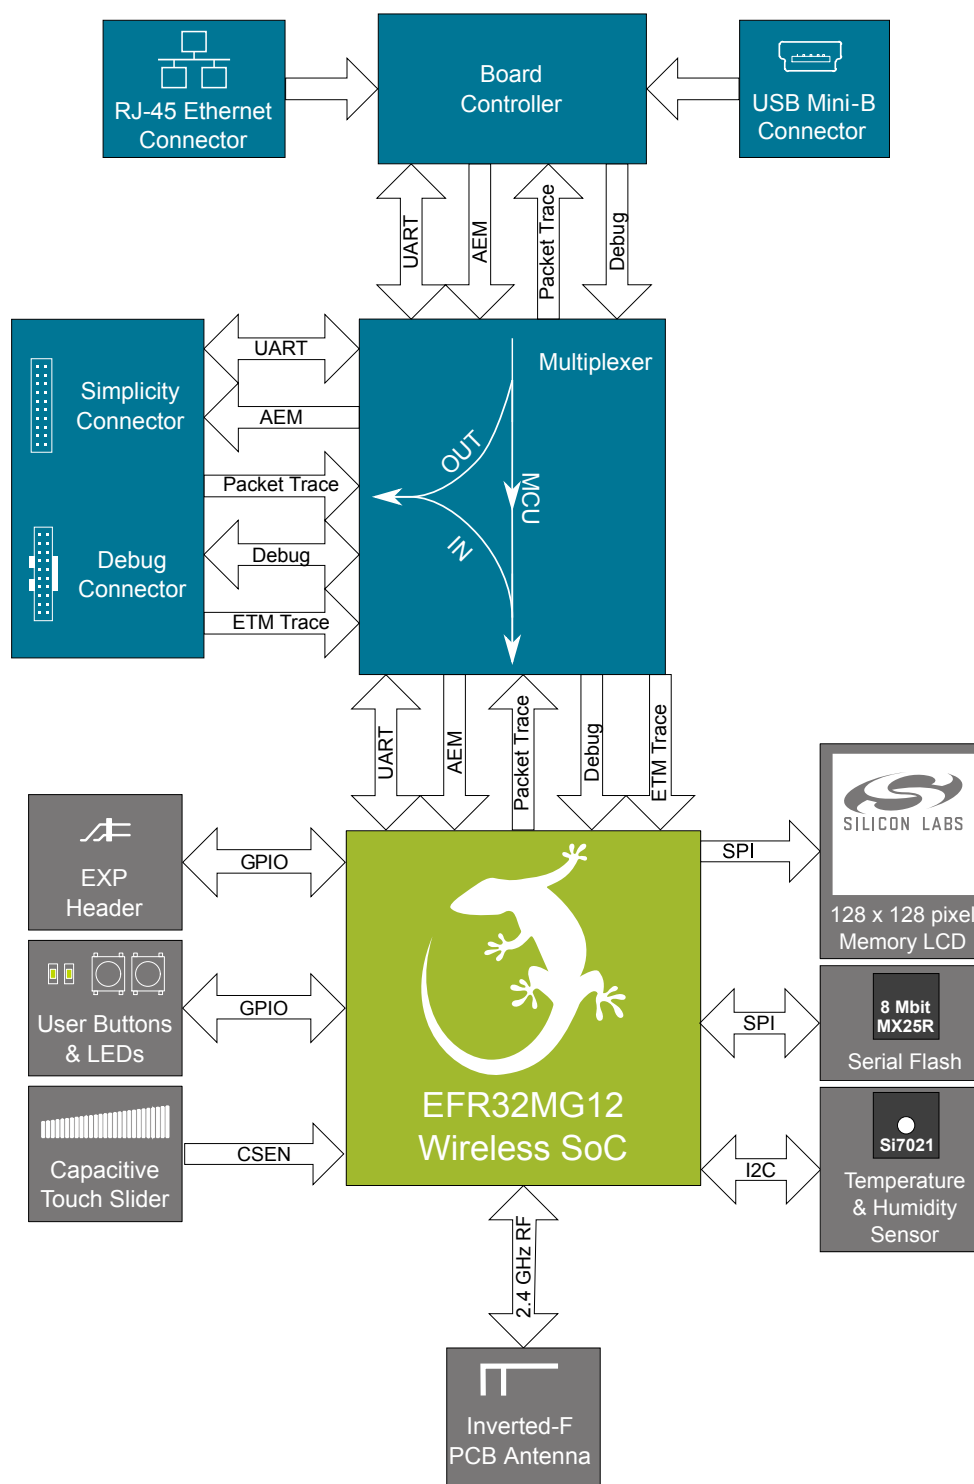 RJ-45 Ethernet
Connector
Board
Controller
USB Mini-B
Connector
UART
AEM
Packet Trace
Debug
Simplicity
Connector
Debug
Connector
UART
AEM
Packet Trace
Debug
ETM Trace
Multiplexer
OUT
MCU
IN
UART
AEM
Packet Trace
Debug
ETM Trace
EXP
Header
GPIO
User Buttons
& LEDs
GPIO
Capacitive
Touch Slider
CSEN
EFR32MG12
Wireless SoC
SPI
SILICON LABS
128 x 128 pixel
Memory LCD
SPI
8 Mbit
MX25R
Serial Flash
I2C
Si7021
Temperature
& Humidity
Sensor
2.4 GHz RF
Inverted-F
PCB Antenna